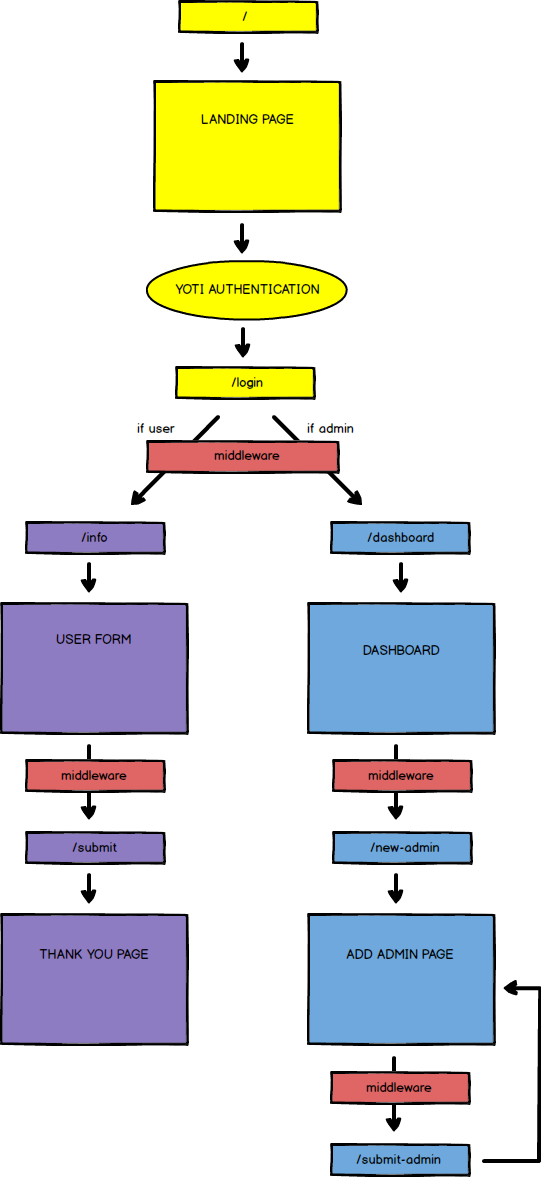 /
LANDING PAGE
YOTI AUTHENTICATION
/login
if user
if admin
middleware
/info
/dashboard
USER FORM
DASHBOARD
middleware
middleware
/submit
/new-admin
THANK YOU PAGE
ADD ADMIN PAGE
middleware
/submit-admin